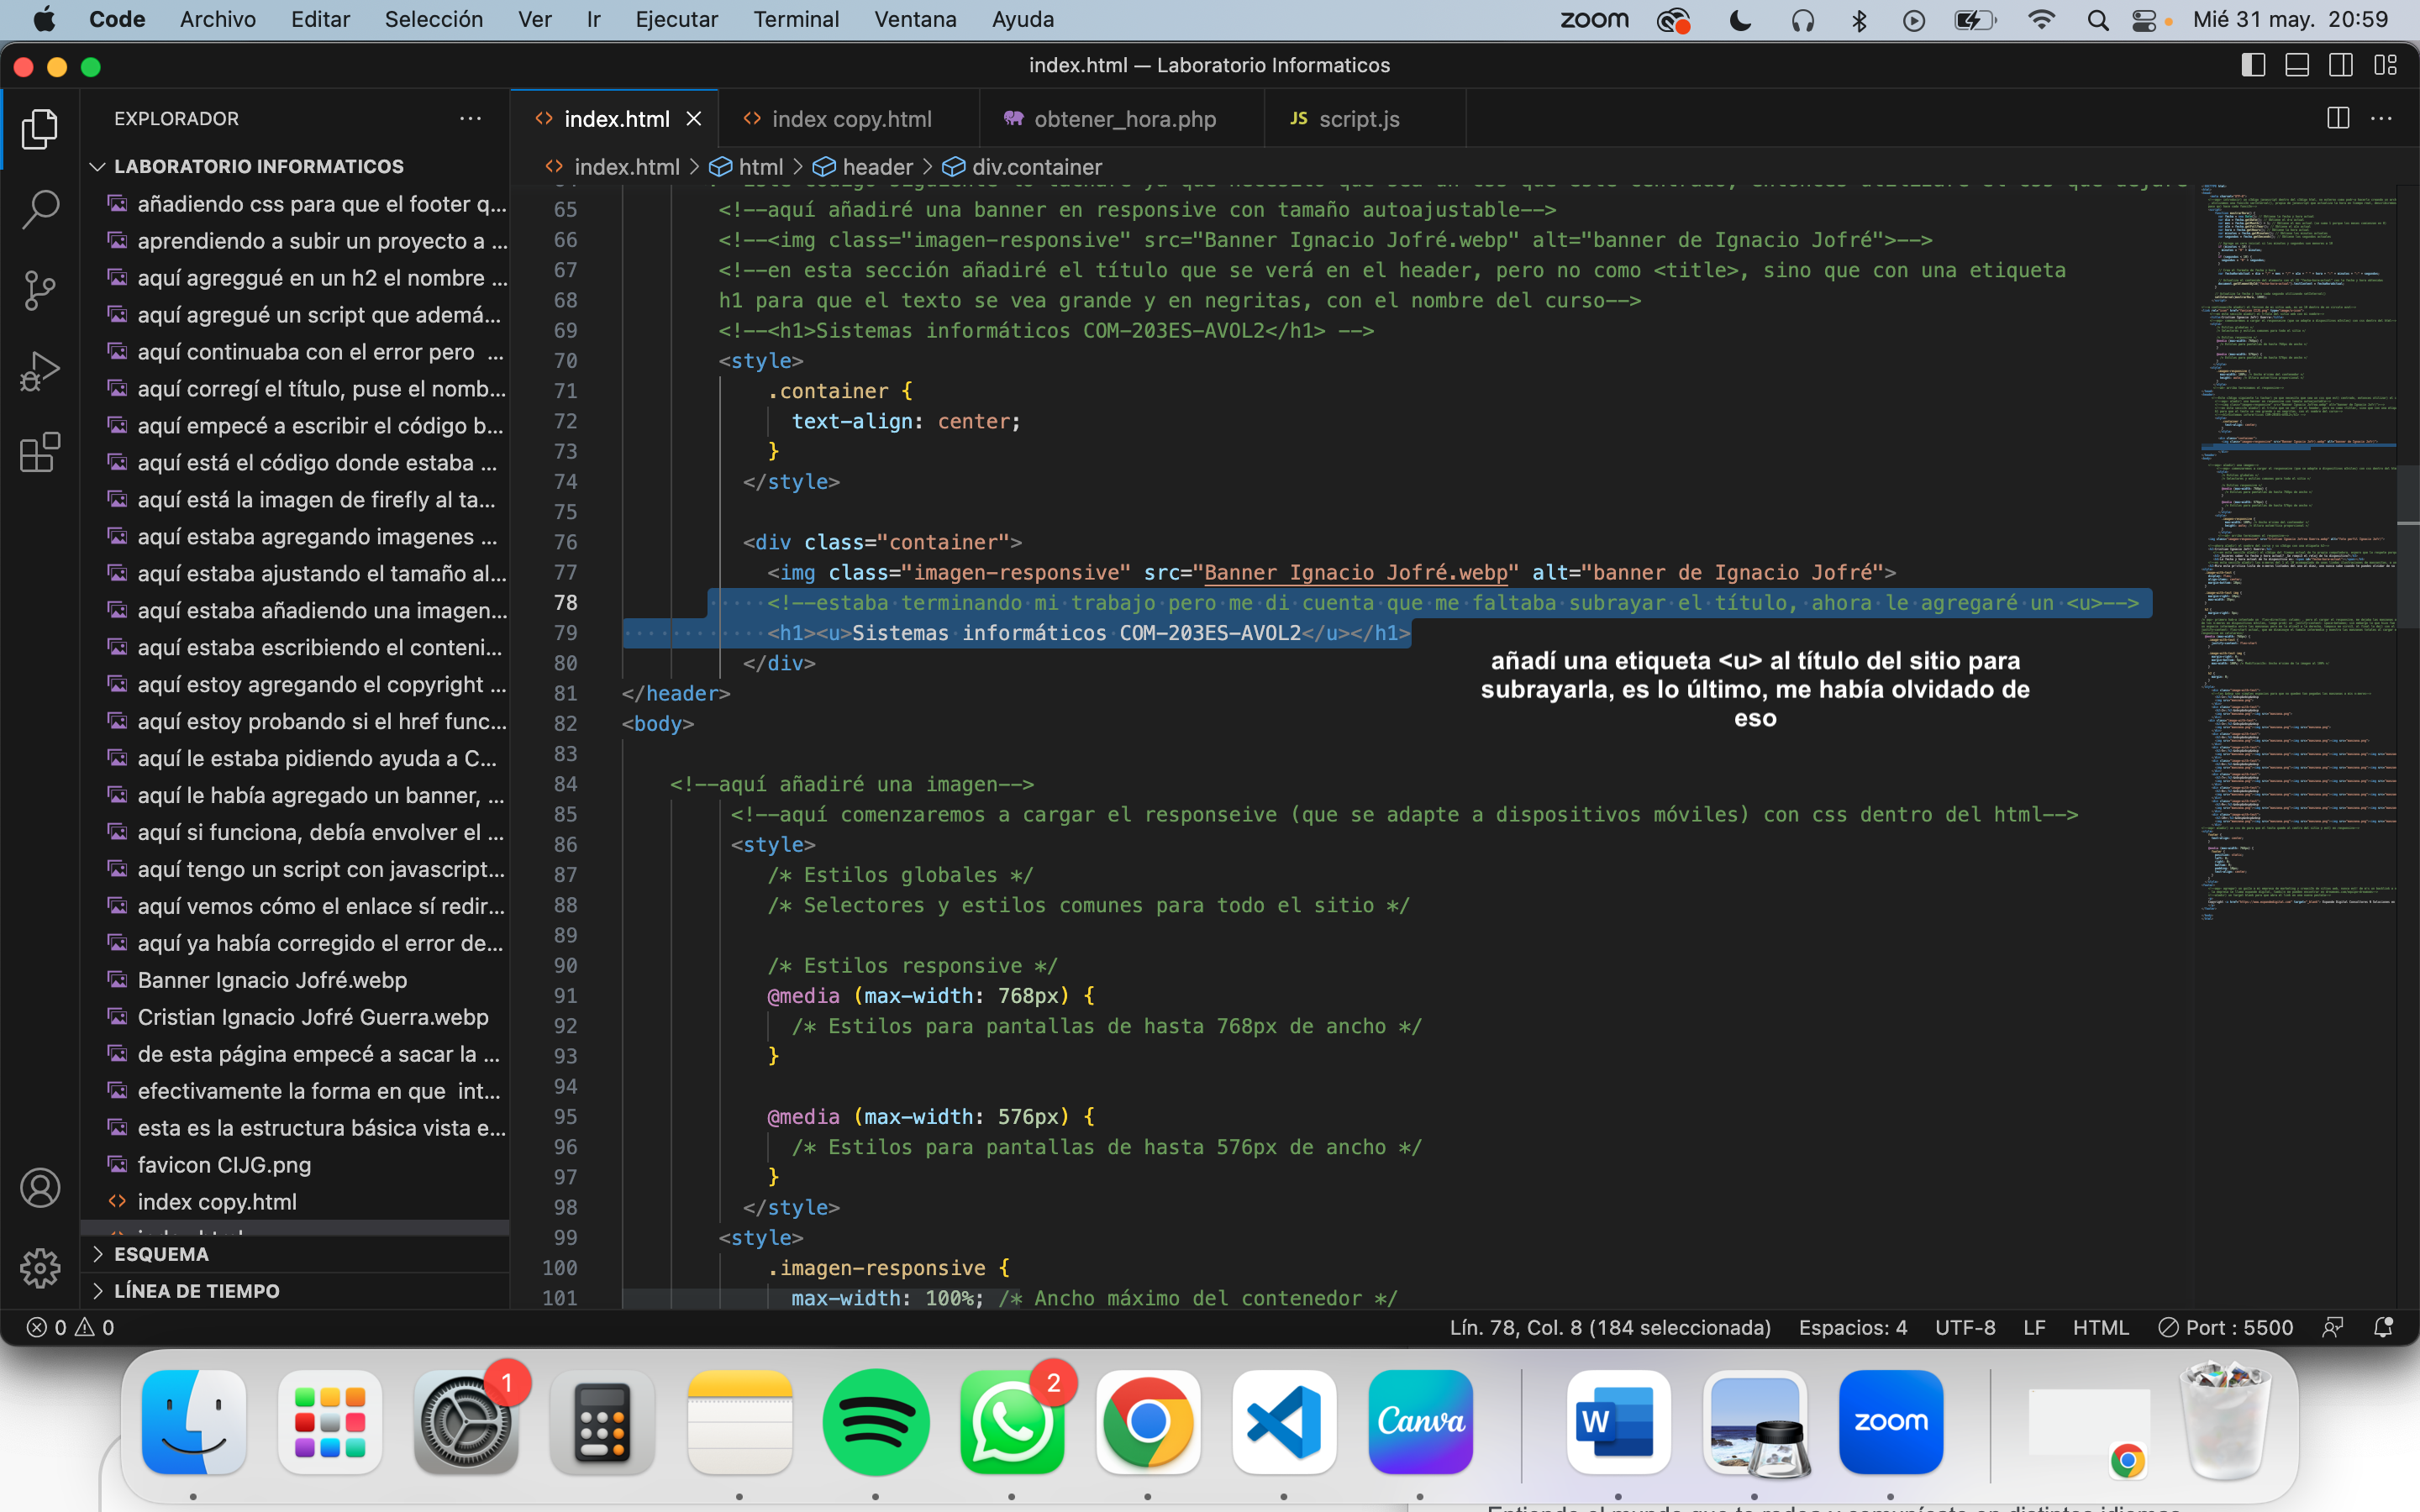 Code Archivo Editar Selección Ver Ir Ejecutar Terminal Ventana Ayuda zoom Mié 31 may. 20:59
index.html — Laboratorio Informaticos
EXPLORADOR
index.html index copy.html obtener_hora.php JS script.js
index.html > html > header > div.container
LABORATORIO INFORMATICOS
añadiendo css para que el footer q...
aprendiendo a subir un proyecto a ...
aquí agreggué en un h2 el nombre ...
aquí agregué un script que ademá...
aquí continuaba con el error pero ...
aquí corregí el título, puse el nomb...
aquí empecé a escribir el código b...
aquí está el código donde estaba ...
aquí está la imagen de firefly al ta...
aquí estaba agregando imagenes ...
aquí estaba ajustando el tamaño al...
aquí estaba añadiendo una imagen...
aquí estaba escribiendo el conteni...
aquí estoy agregando el copyright ...
aquí estoy probando si el href func...
aquí le estaba pidiendo ayuda a C...
aquí le había agregado un banner, ...
aquí si funciona, debía envolver el ...
aquí tengo un script con javascript...
aquí vemos cómo el enlace sí redir...
aquí ya había corregido el error de...
Banner Ignacio Jofré.webp
Cristian Ignacio Jofré Guerra.webp
de esta página empecé a sacar la ...
efectivamente la forma en que int...
esta es la estructura básica vista e...
favicon CIJG.png
index copy.html
ESQUEMA
LÍNEA DE TIEMPO
65 <!--aquí añadiré una banner en responsive con tamaño autoajustable-->
66 <!--<img class="imagen-responsive" src="Banner Ignacio Jofré.webp" alt="banner de Ignacio Jofré">-->
67 <!--en esta sección añadiré el título que se verá en el header, pero no como <title>, sino que con una etiqueta
68 h1 para que el texto se vea grande y en negritas, con el nombre del curso-->
69 <!--<h1>Sistemas informáticos COM-203ES-AVOL2</h1> -->
70 <style>
71 .container {
72 text-align: center;
73 }
74 </style>
75
76 <div class="container">
77 <img class="imagen-responsive" src="Banner Ignacio Jofré.webp" alt="banner de Ignacio Jofré">
78 <!--estaba terminando mi trabajo pero me di cuenta que me faltaba subrayar el título, ahora le agregaré un <u>-->
79 <h1><u>Sistemas informáticos COM-203ES-AVOL2</u></h1>
80 </div>
añadí una etiqueta <u> al título del sitio para
subrayarla, es lo último, me había olvidado de
eso
81 </header>
82 <body>
83
84 <!--aquí añadiré una imagen-->
85 <!--aquí comenzaremos a cargar el responseive (que se adapte a dispositivos móviles) con css dentro del html-->
86 <style>
87 /* Estilos globales */
88 /* Selectores y estilos comunes para todo el sitio */
89
90 /* Estilos responsive */
91 @media (max-width: 768px) {
92 /* Estilos para pantallas de hasta 768px de ancho */
93 }
94
95 @media (max-width: 576px) {
96 /* Estilos para pantallas de hasta 576px de ancho */
97 }
98 </style>
99 <style>
100 .imagen-responsive {
101 max-width: 100%; /* Ancho máximo del contenedor */
0 0 Lín. 78, Col. 8 (184 seleccionada) Espacios: 4 UTF-8 LF HTML Port : 5500
1 2 Canva W zoom